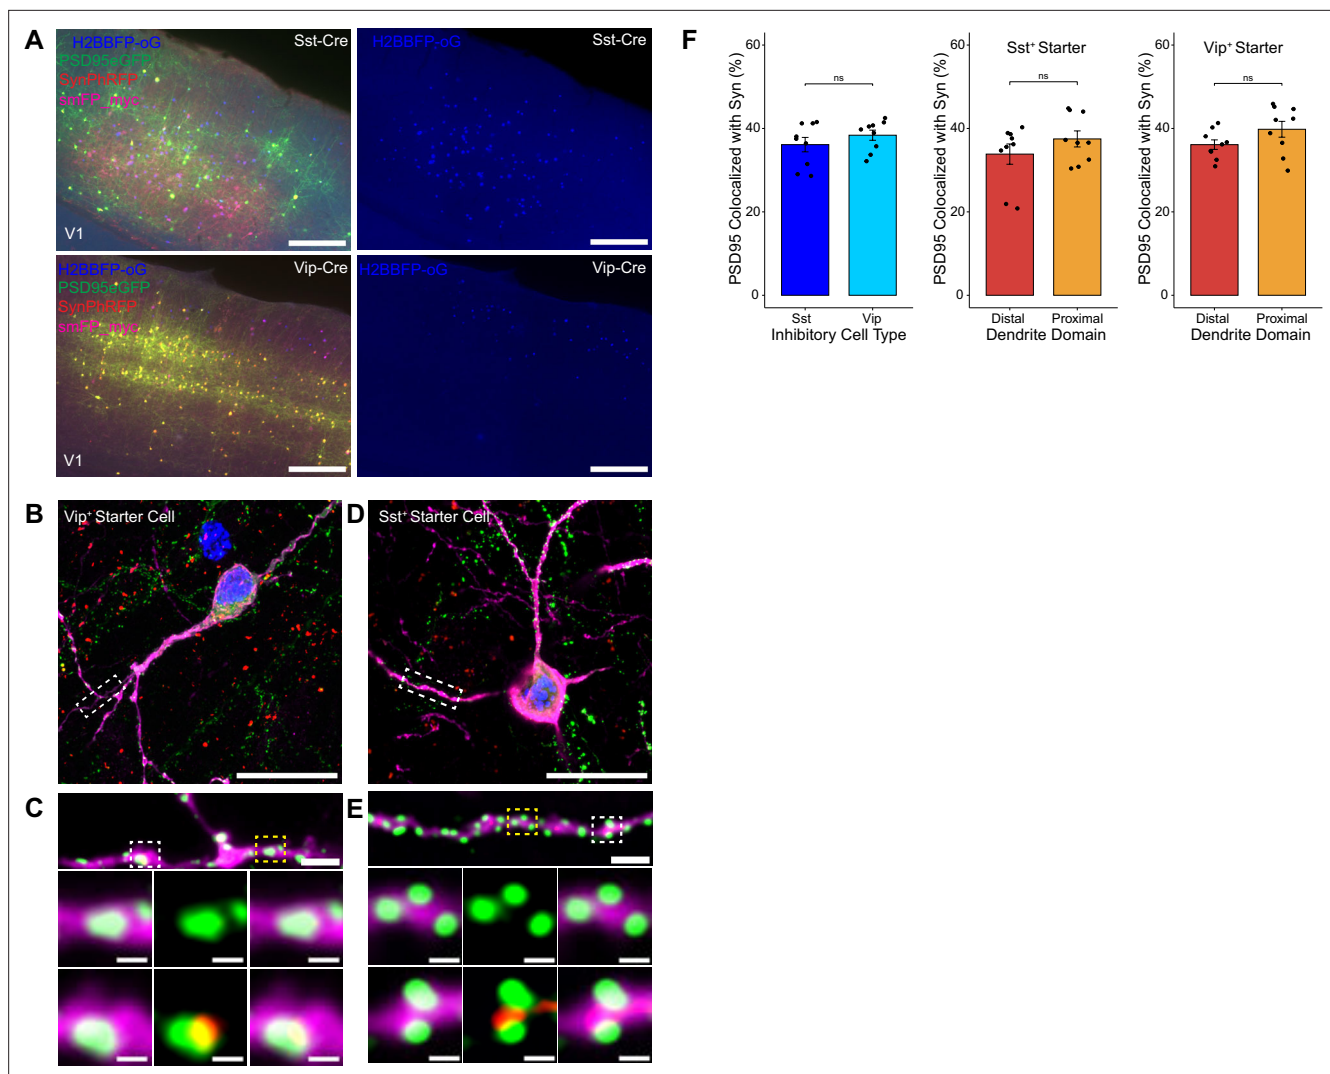 A
H2BBFP-oG
Sst-Cre
PSD95eGFP
SynPhRFP
smFP_myc
V1
H2BBFP-oG
Sst-Cre
H2BBFP-oG
Vip-Cre
PSD95eGFP
SynPhRFP
smFP_myc
V1
H2BBFP-oG
Vip-Cre
B
Vip+ Starter Cell
D
Sst+ Starter Cell
C
E
F
PSD95 Colocalized with Syn (%)
60
40
20
0
ns
Sst
Vip
Inhibitory Cell Type
PSD95 Colocalized with Syn (%)
60
40
20
0
Sst+ Starter
ns
Distal
Proximal
Dendrite Domain
PSD95 Colocalized with Syn (%)
60
40
20
0
Vip+ Starter
ns
Distal
Proximal
Dendrite Domain